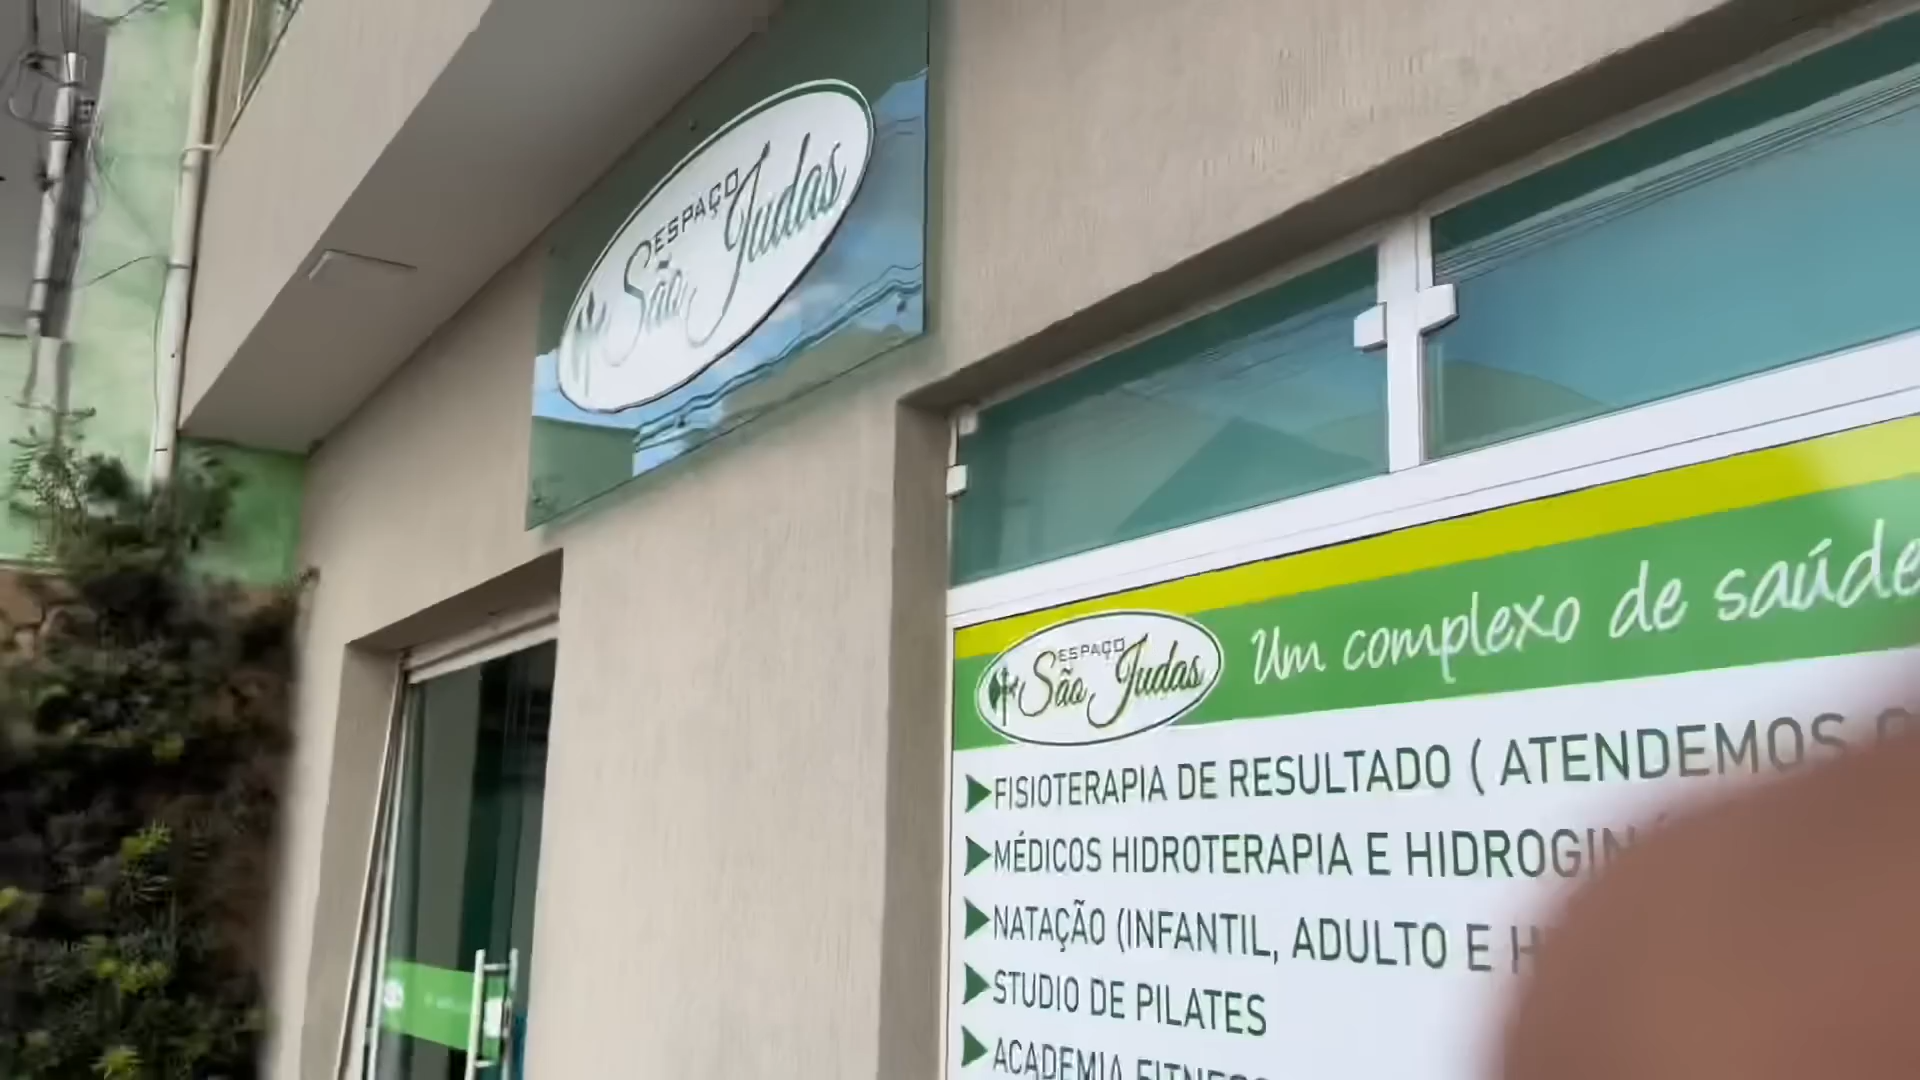 ESPAÇO
São Judas
ESPAÇO
São Judas
Um complexo de saúde
FISIOTERAPIA DE RESULTADO ( ATENDEMOS
MÉDICOS HIDROTERAPIA E
NATAÇÃO (INFANTIL, ADULTO E
STUDIO DE PILATES
ACADEMIA